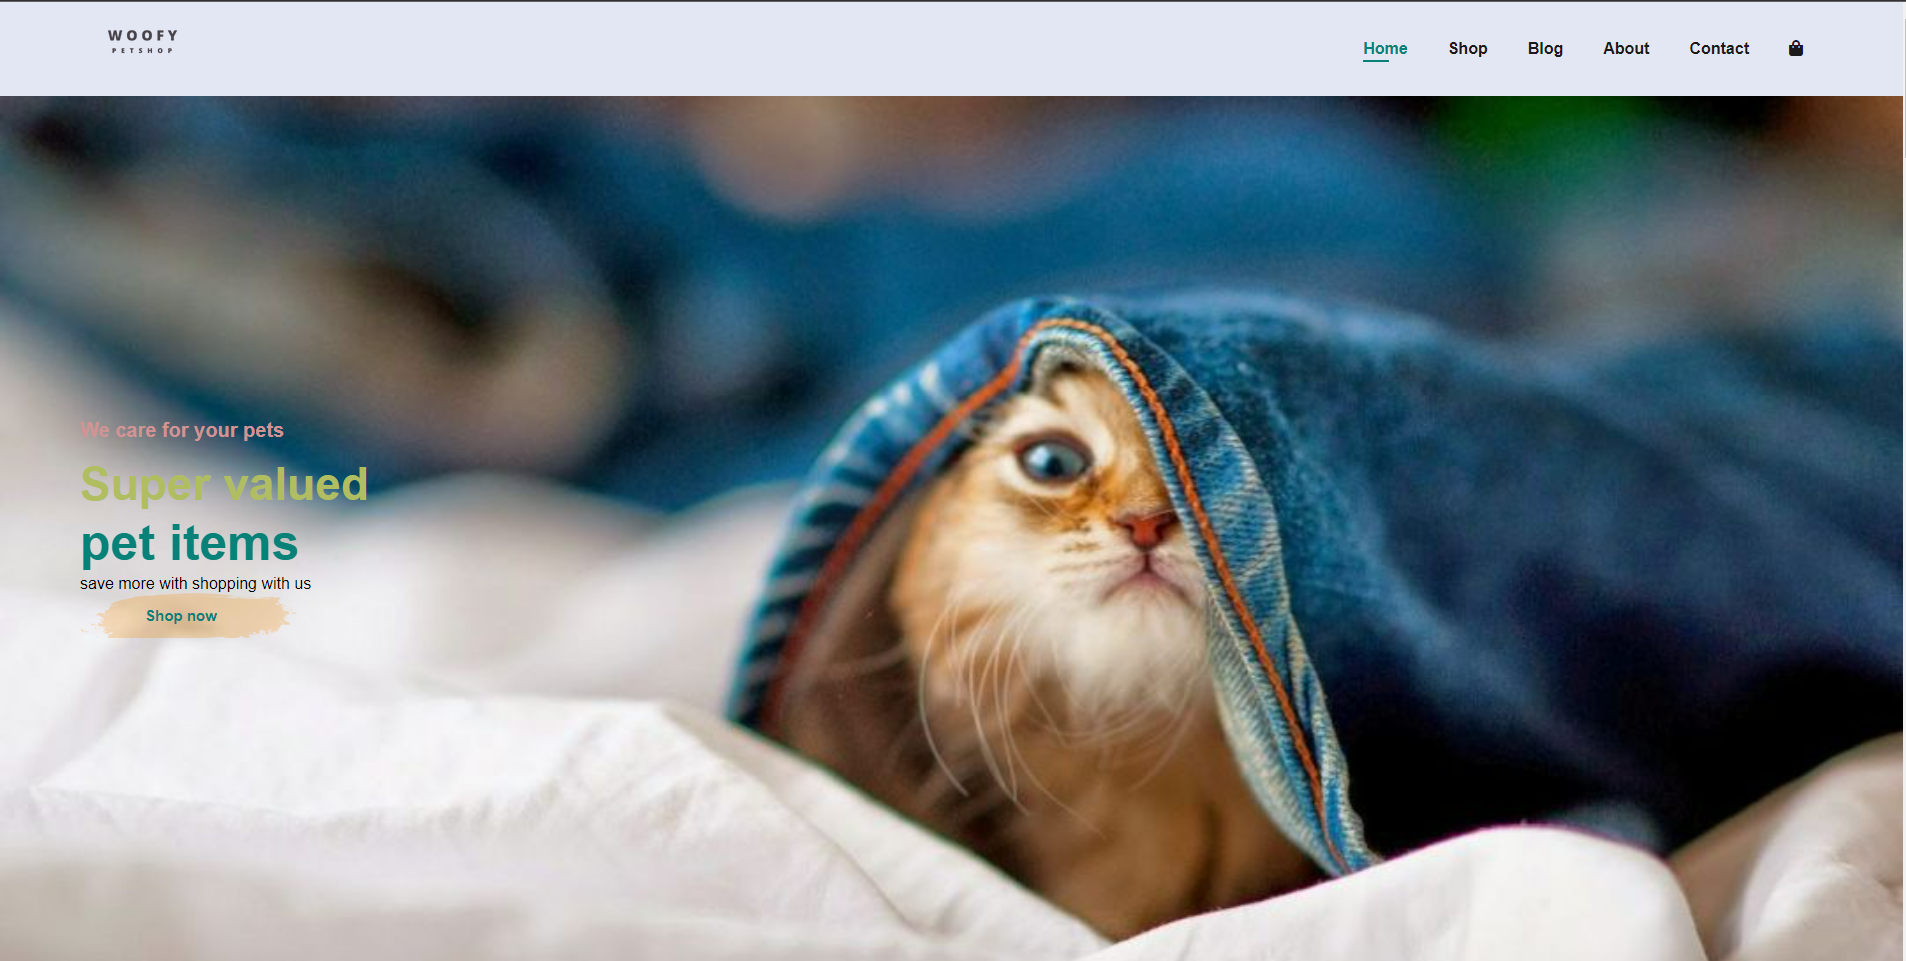 WOOFY
PETSHOP
Home Shop Blog About Contact
We care for your pets
Super valued
pet items
save more with shopping with us
Shop now